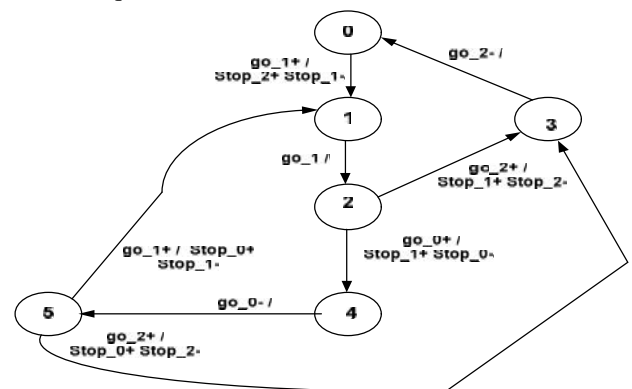 0
go_1+ /
Stop_2+ Stop_1-
go_2- /
1
3
go_1 /
2
go_2+ /
Stop_1+ Stop_2-
go_0+ /
Stop_1+ Stop_0-
go_1+ / Stop_0+
Stop_1-
5
go_0- /
4
go_2+ /
Stop_0+ Stop_2-